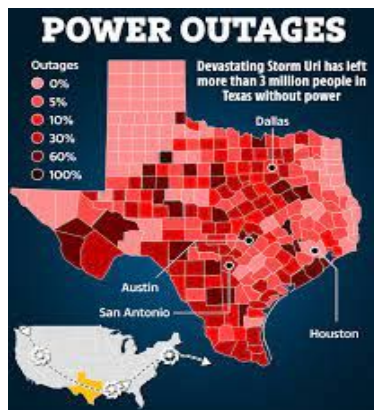 POWER OUTAGES
Outages
0%
5%
10%
30%
60%
100%
Devastating Storm Uri has left
more than 3 million people in
Texas without power
Dallas
Austin
San Antonio
Houston